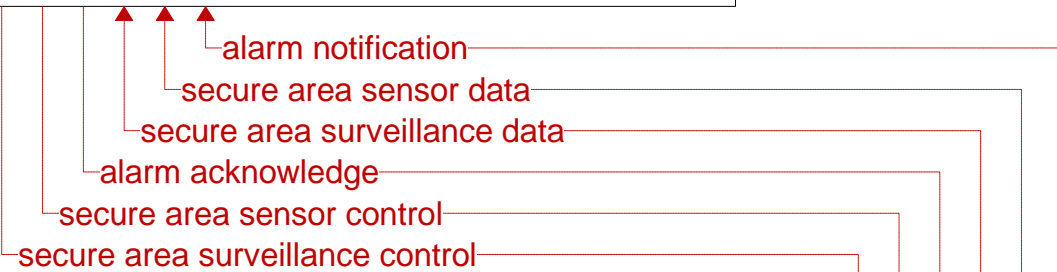 alarm notification
secure area sensor data
secure area surveillance data
alarm acknowledge
secure area sensor control
secure area surveillance control